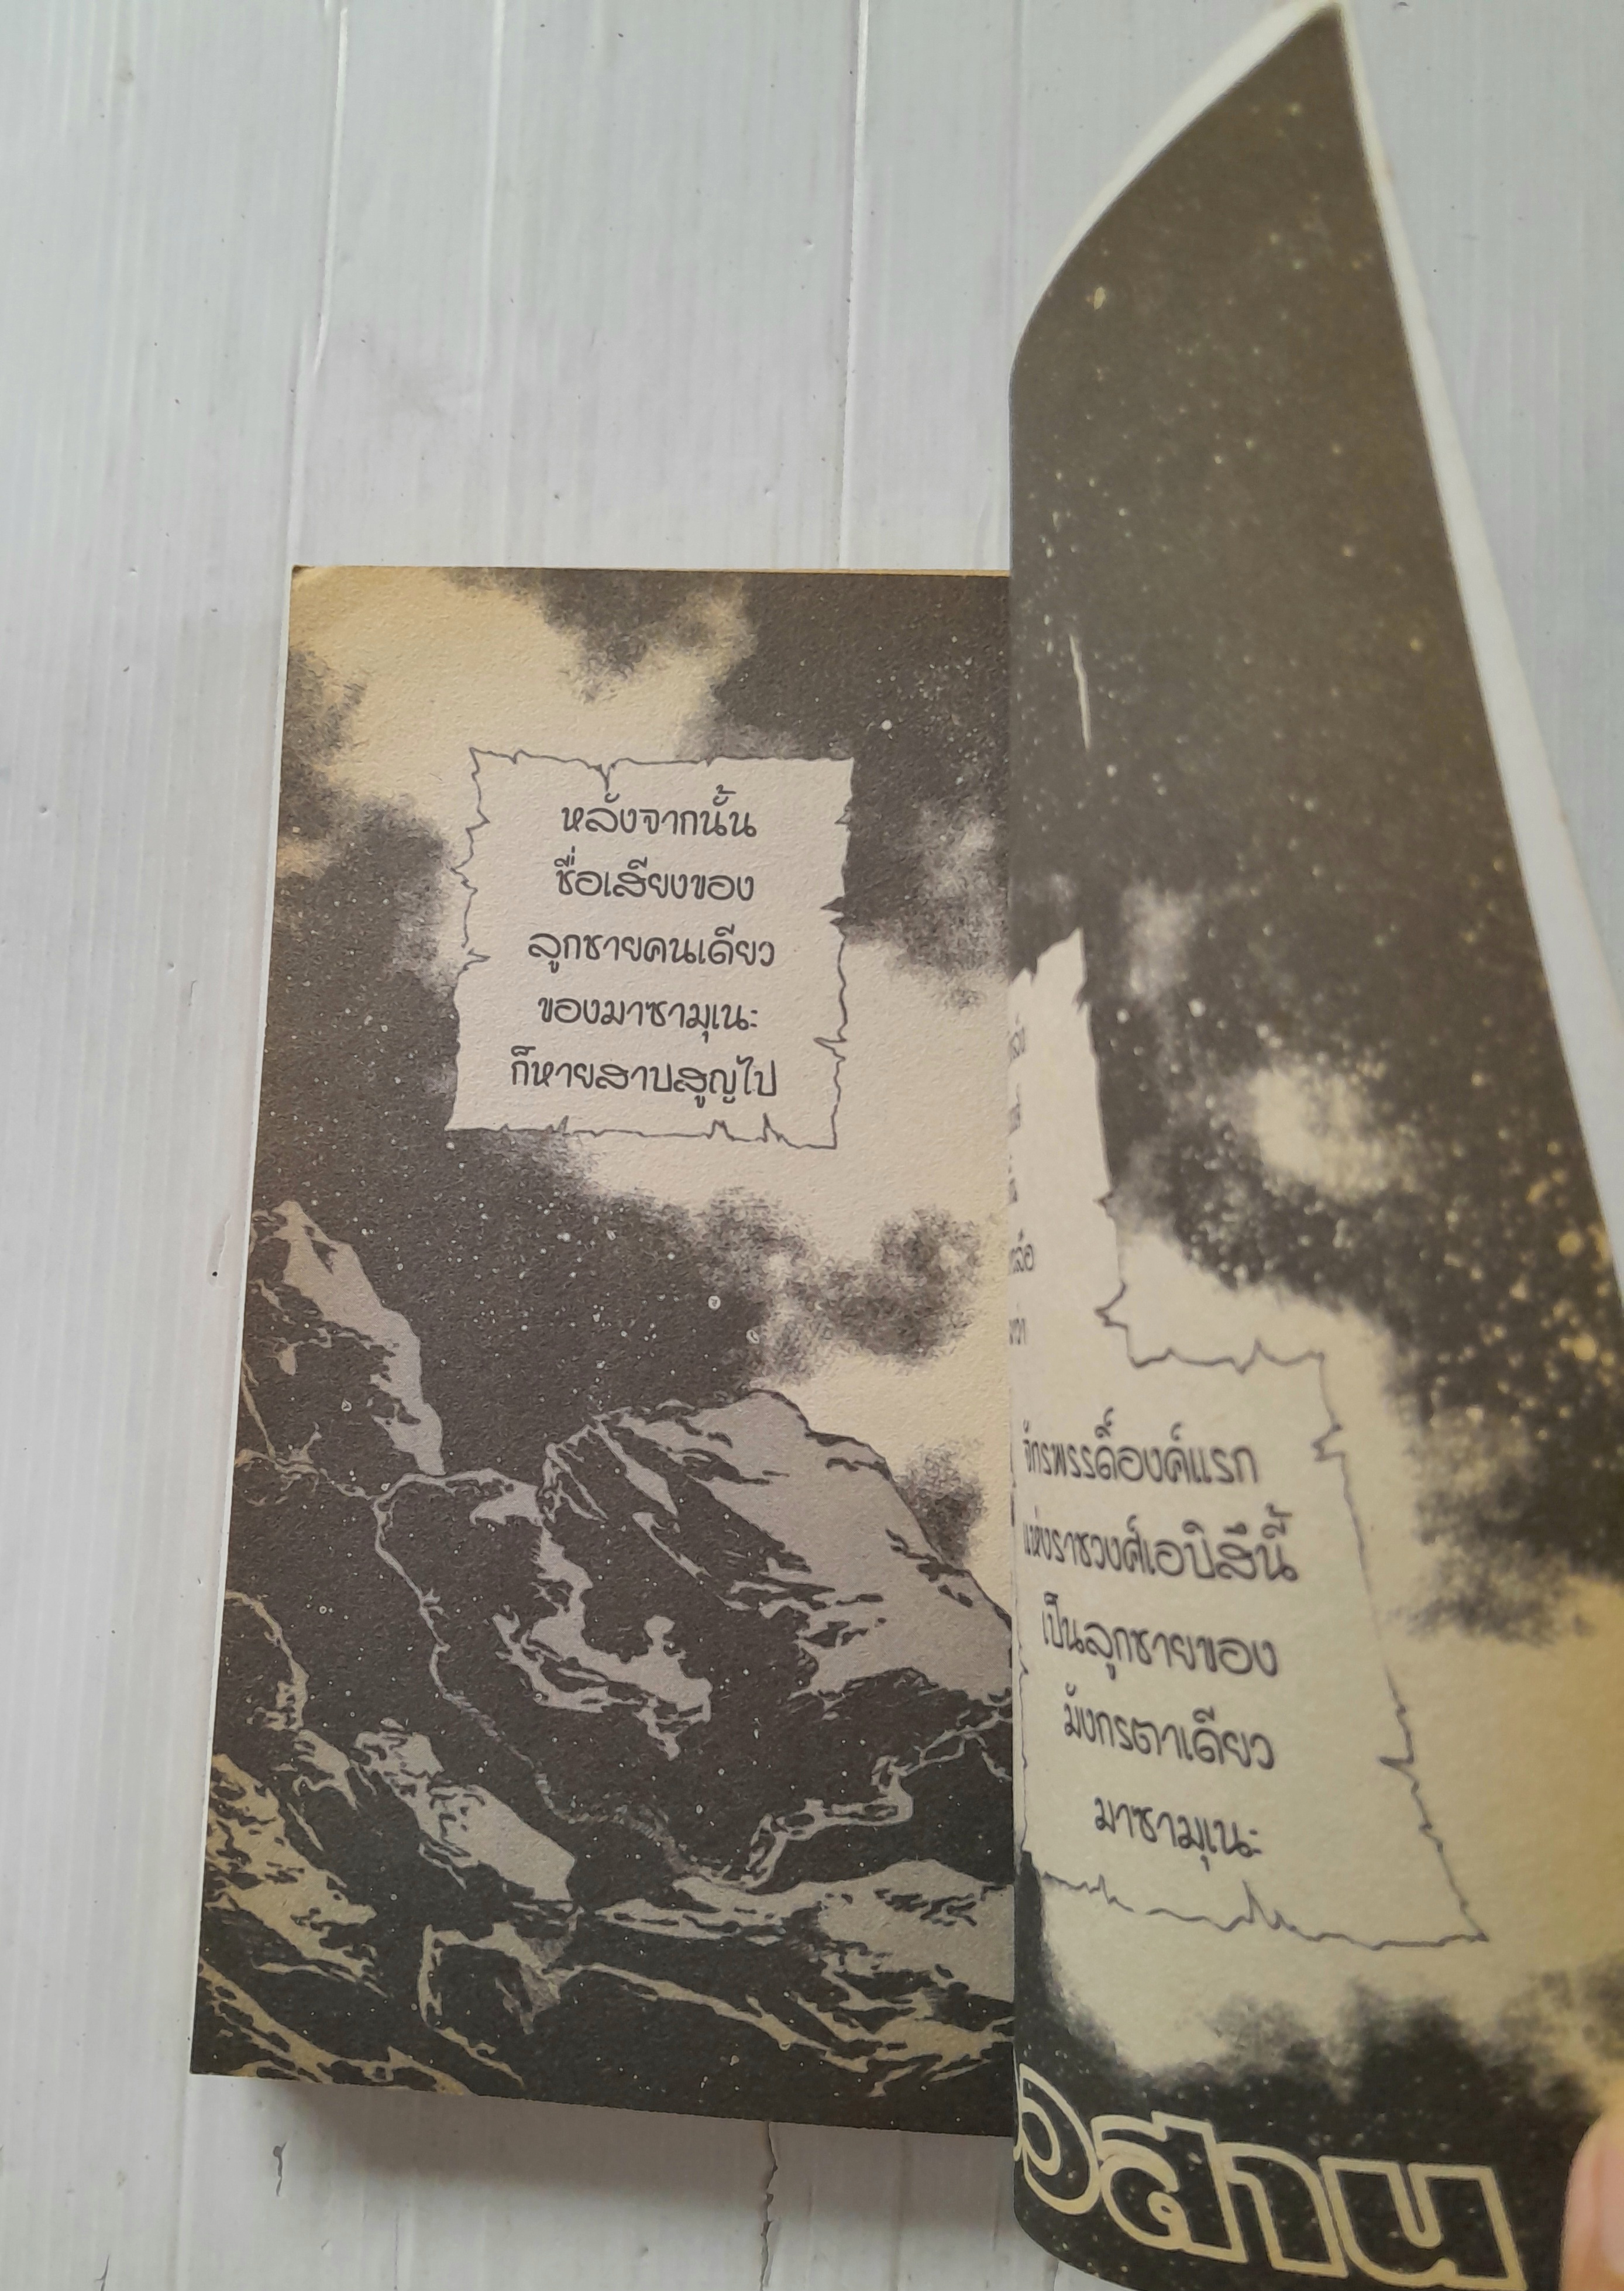 หลังจากนั้น
ชื่อเสียงของ
ลูกชายคนเดียว
ของมาซามุเนะ
ก็หายสาบสูญไป
จักรพรรดิ์องค์แรก
แห่งราชวงศ์เอบิสึนี้
เป็นลูกชายของ
มังกรตาเดียว
มาซามุเนะ
วสาน